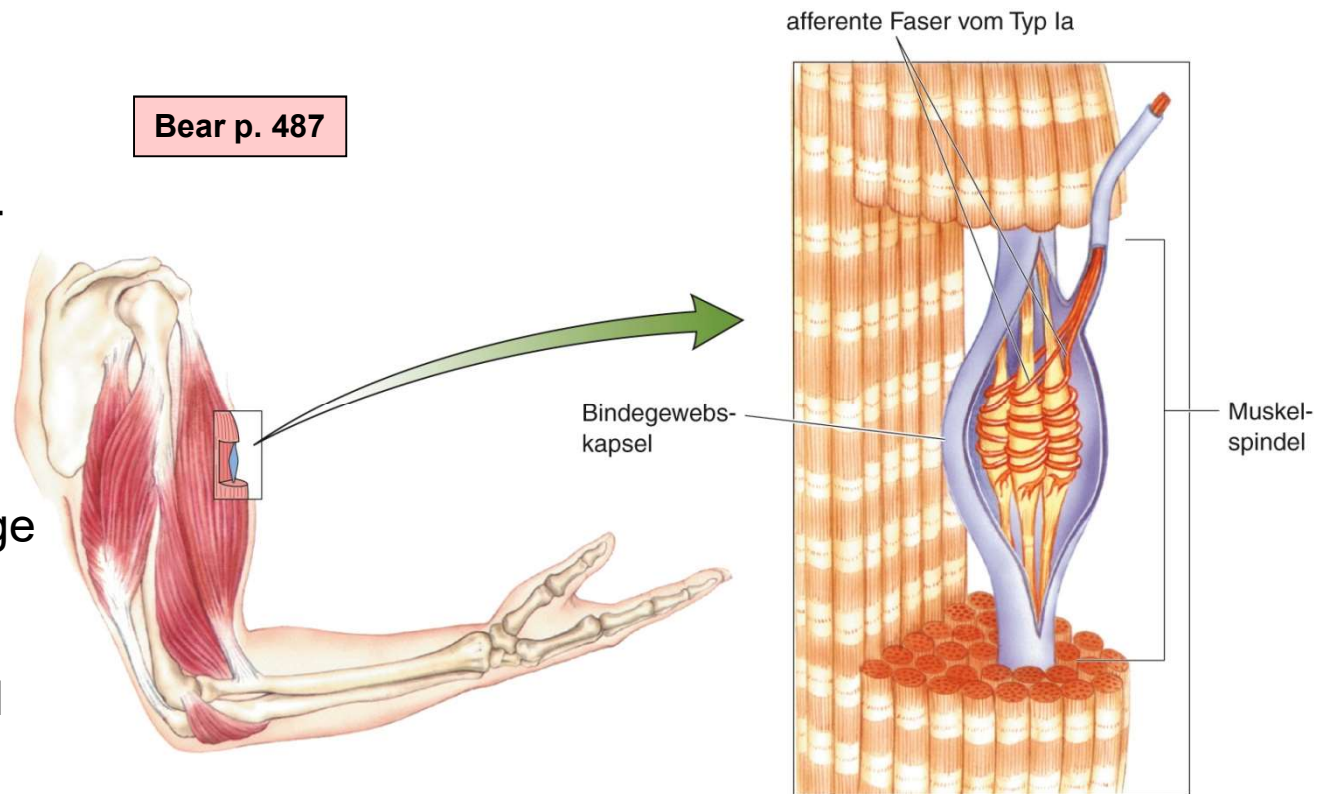 afferente Faser vom Typ Ia
Bear p. 487
Bindegewebs-
kapsel
Muskel-
spindel